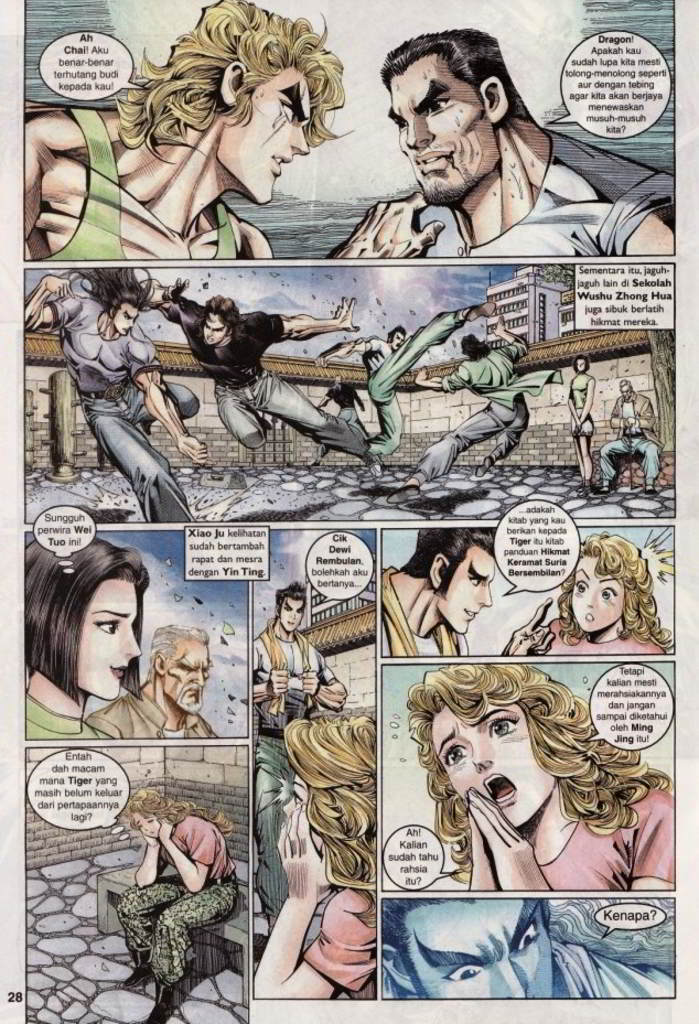 Ah
Chai! Aku
benar-benar
terhutang budi
kepada kau!
Dragon!
Apakah kau
sudah lupa kita mesti
tolong-menolong seperti
aur dengan tebing
agar kita akan berjaya
menewaskan
musuh-musuh
kita?
Sementara itu, jaguh-
jaguh lain di Sekolah
Wushu Zhong Hua
juga sibuk berlatih
hikmat mereka.
Sungguh
perwira Wei
Tuo ini!
Xiao Ju kelihatan
sudah bertambah
rapat dan mesra
dengan Yin Ting.
Cik
Dewi
Rembulan,
bolehkah aku
bertanya...
...adakah
kitab yang kau
berikan kepada
Tiger itu kitab
panduan Hikmat
Keramat Suria
Bersembilan?
Tetapi
kalian mesti
merahsiakannya
dan jangan
sampai diketahui
oleh Ming
Jing itu!
Entah
dah macam
mana Tiger yang
masih belum keluar
dari pertapaannya
lagi?
Ah!
Kalian
sudah tahu
rahsia
itu?
Kenapa?
28